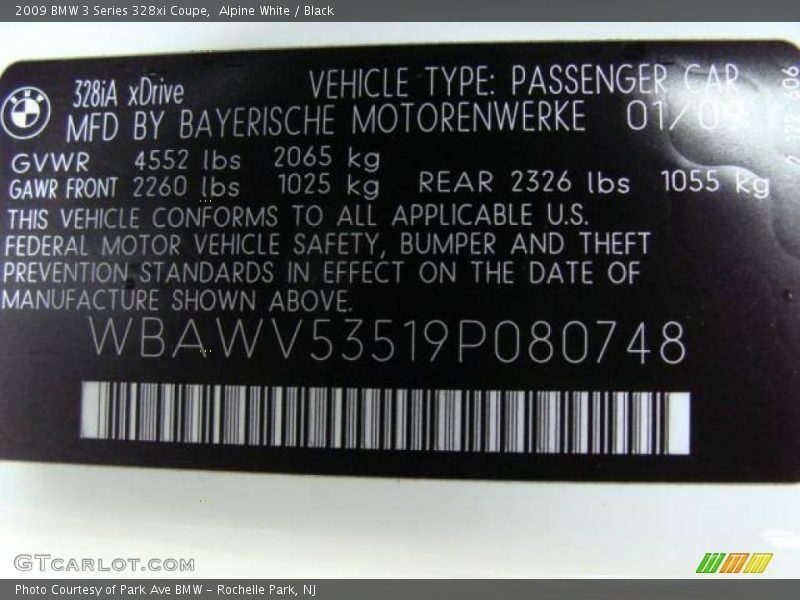 2009 BMW 3 Series 328xi Coupe, Alpine White / Black
BMW
328iA xDrive
VEHICLE TYPE: PASSENGER CAR
MFD BY BAYERISCHE MOTORENWERKE 01/09
GVWR 4552 lbs 2065 kg
GAWR FRONT 2260 lbs 1025 kg REAR 2326 lbs 1055 kg
THIS VEHICLE CONFORMS TO ALL APPLICABLE U.S.
FEDERAL MOTOR VEHICLE SAFETY, BUMPER AND THEFT
PREVENTION STANDARDS IN EFFECT ON THE DATE OF
MANUFACTURE SHOWN ABOVE.
WBAWV53519P080748
GTCarLot.com
Photo Courtesy of Park Ave BMW - Rochelle Park, NJ